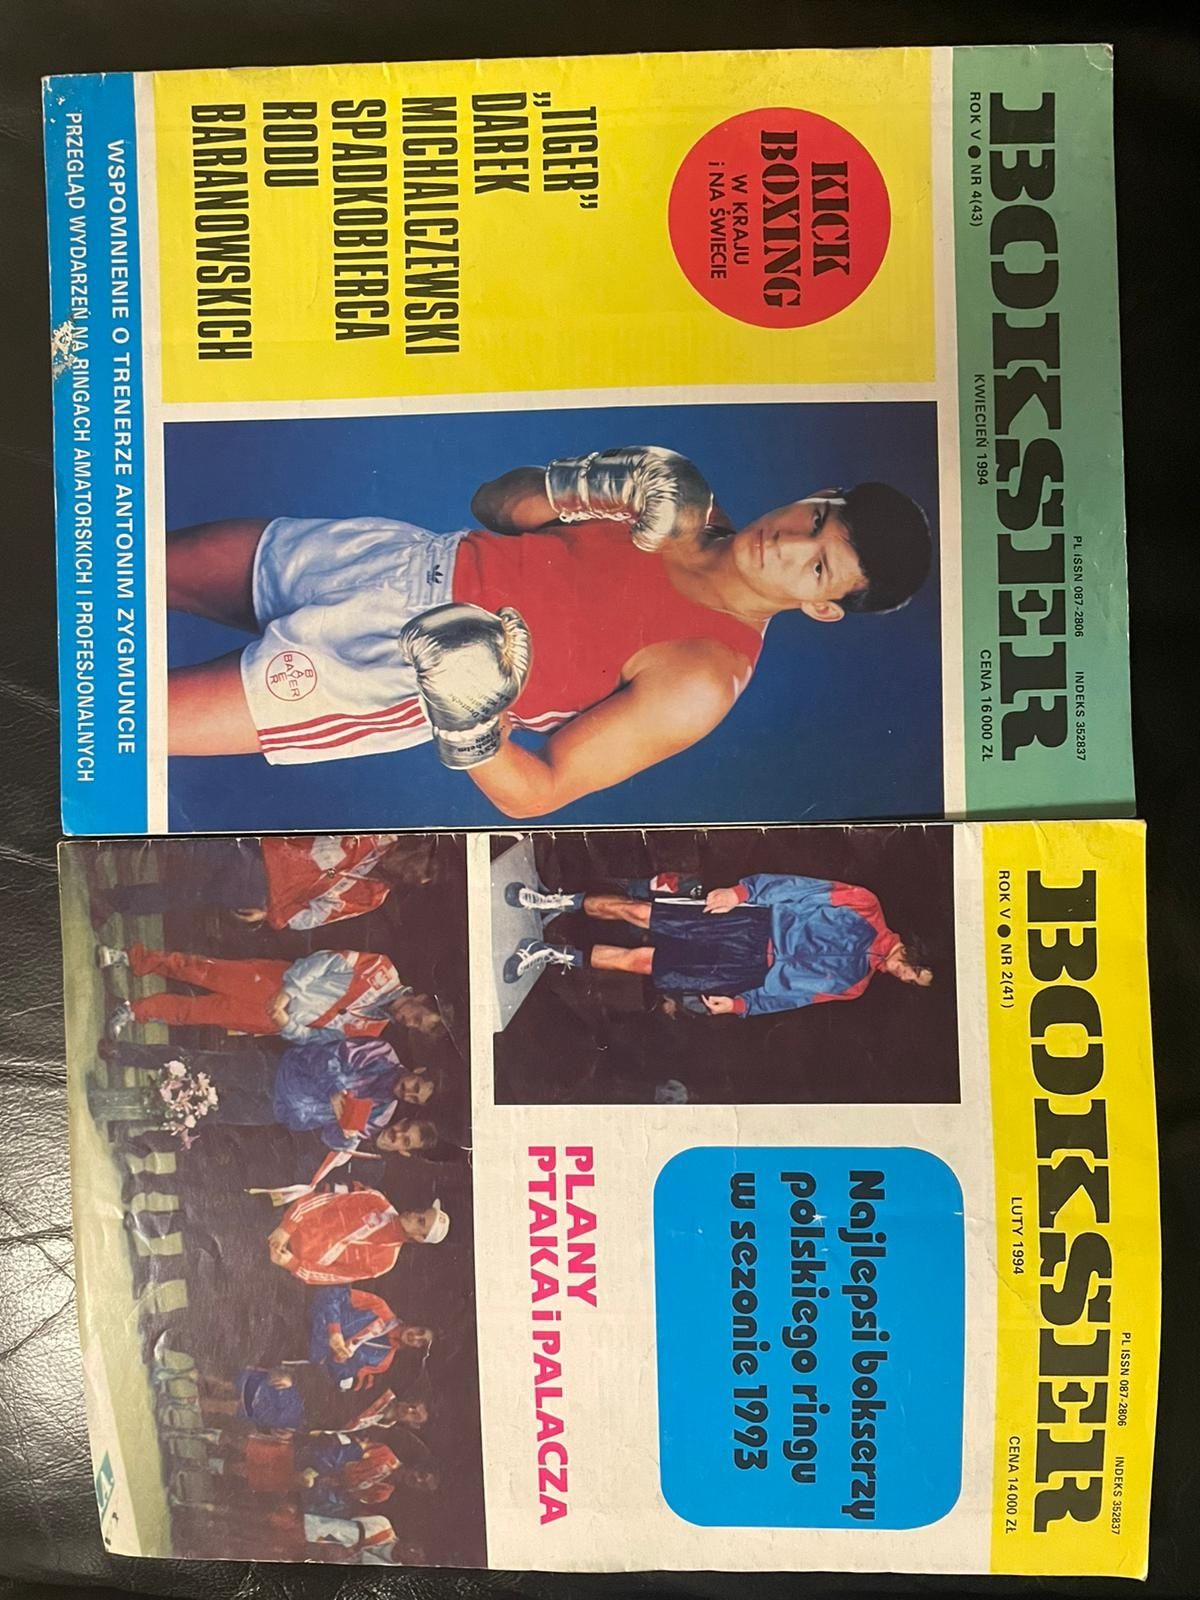 BOKSER
ROK V ● NR 4(43)
KWIECIEŃ 1994
PL ISSN 087-2806
INDEKS 352837
CENA 16 000 ZŁ
KICK
BOXING
W KRAJU
i NA ŚWIECIE
"TIGER"
DAREK
MICHALCZEWSKI
SPADKOBIERCA
RODU
BARANOWSKICH
BAYER
BAYER
WSPOMNIENIE O TRENERZE ANTONIM ZYGMUNCIE
PRZEGLĄD WYDARZEŃ NA RINGACH AMATORSKICH I PROFESJONALNYCH
BOKSER
ROK V ● NR 2(41)
LUTY 1994
PL ISSN 087-2806
INDEKS 352837
CENA 14 000 ZŁ
Najlepsi bokserzy
polskiego ringu
w sezonie 1993
PLANY
PTAKA i PALACZA